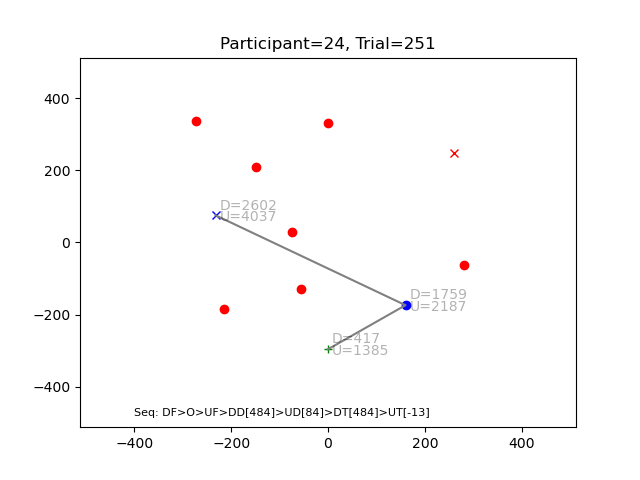 Participant=24, Trial=251
400
200
0
−200
−400
D=2602
U=4037
D=1759
U=2187
D=417
U=1385
Seq: DF>O>UF>DD[484]>UD[84]>DT[484]>UT[-13]
−400
−200
0
200
400